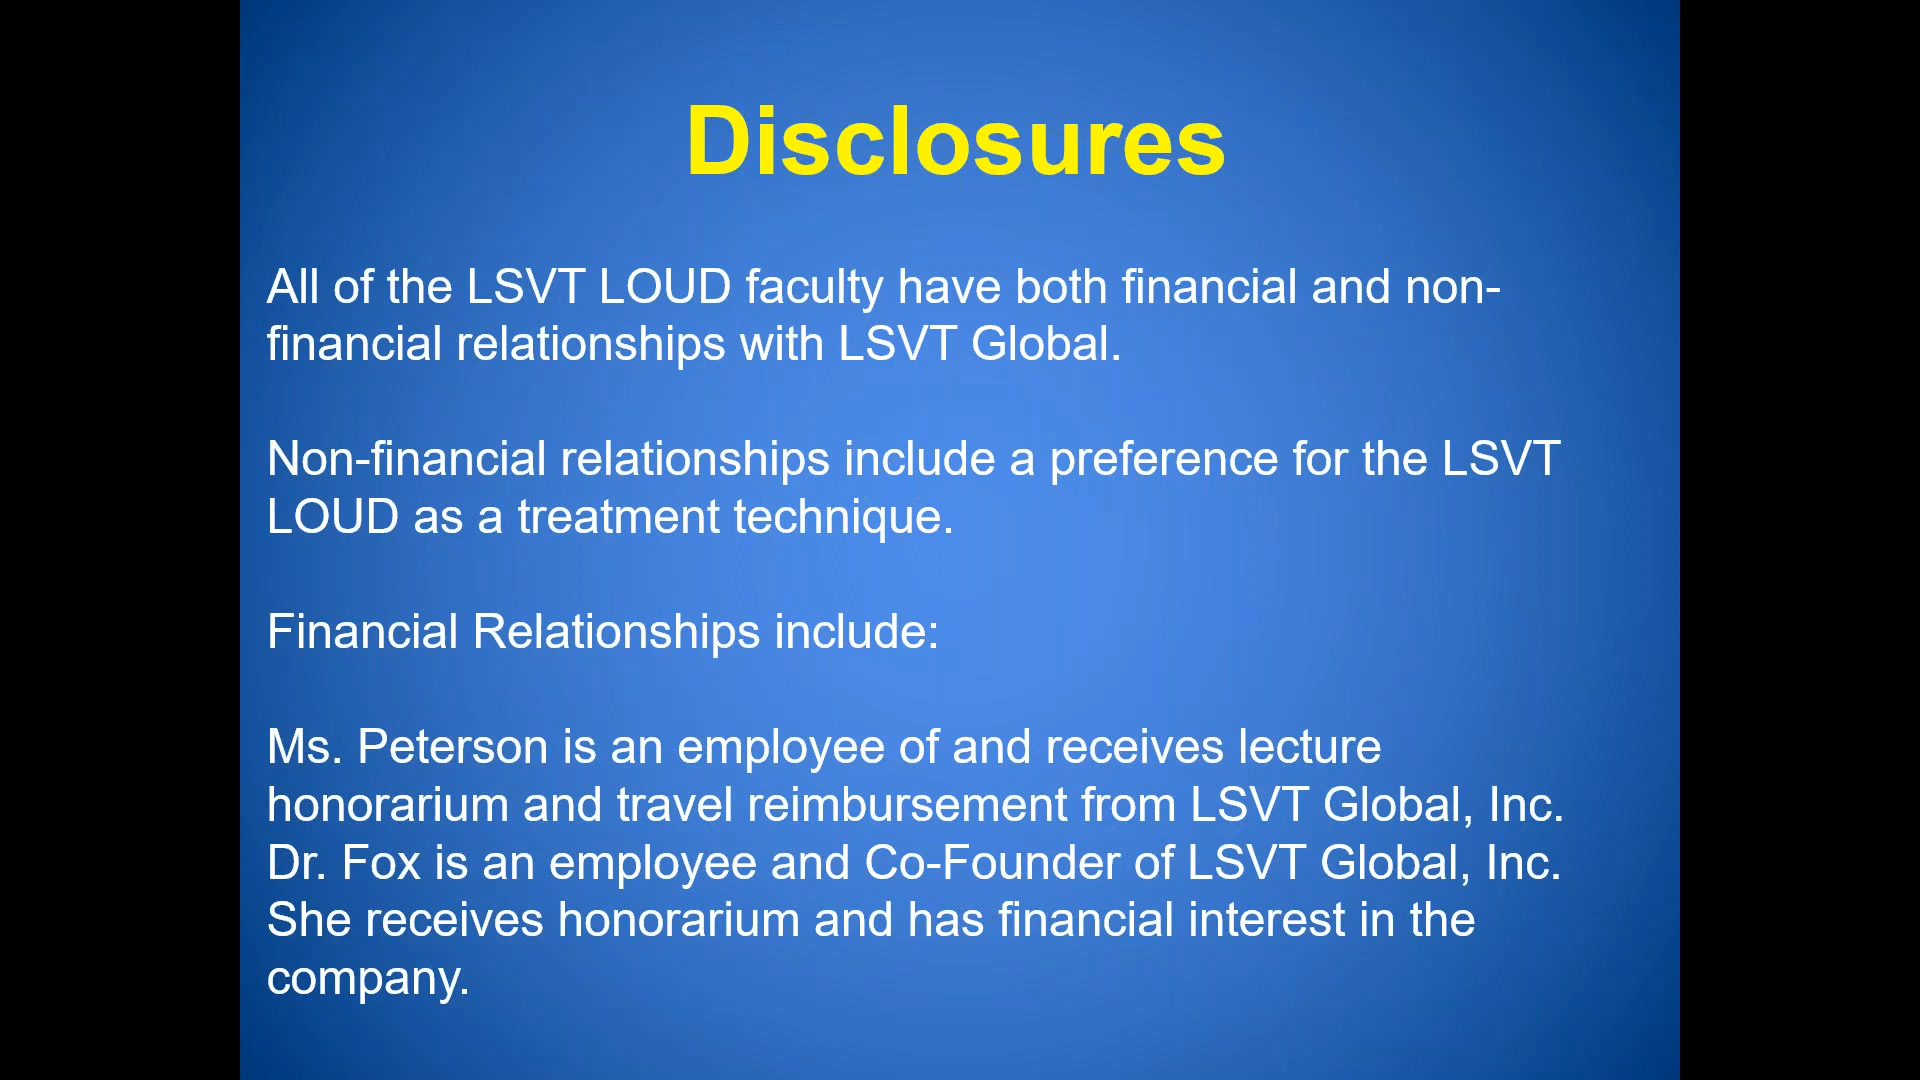 Disclosures
All of the LSVT LOUD faculty have both financial and non-
financial relationships with LSVT Global.
Non-financial relationships include a preference for the LSVT
LOUD as a treatment technique.
Financial Relationships include:
Ms. Peterson is an employee of and receives lecture
honorarium and travel reimbursement from LSVT Global, Inc.
Dr. Fox is an employee and Co-Founder of LSVT Global, Inc.
She receives honorarium and has financial interest in the
company.